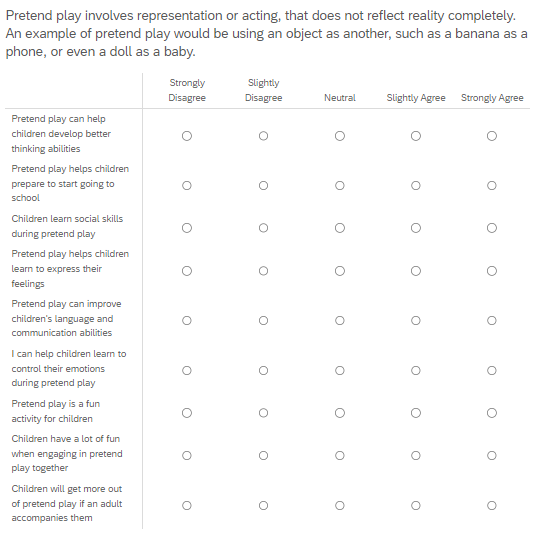 Pretend play involves representation or acting, that does not reflect reality completely.
An example of pretend play would be using an object as another, such as a banana as a
phone, or even a doll as a baby.
Strongly Disagree
Slightly Disagree
Neutral
Slightly Agree
Strongly Agree
Pretend play can help
children develop better
thinking abilities
Pretend play helps children
prepare to start going to
school
Children learn social skills
during pretend play
Pretend play helps children
learn to express their
feelings
Pretend play can improve
children's language and
communication abilities
I can help children learn to
control their emotions
during pretend play
Pretend play is a fun
activity for children
Children have a lot of fun
when engaging in pretend
play together
Children will get more out
of pretend play if an adult
accompanies them